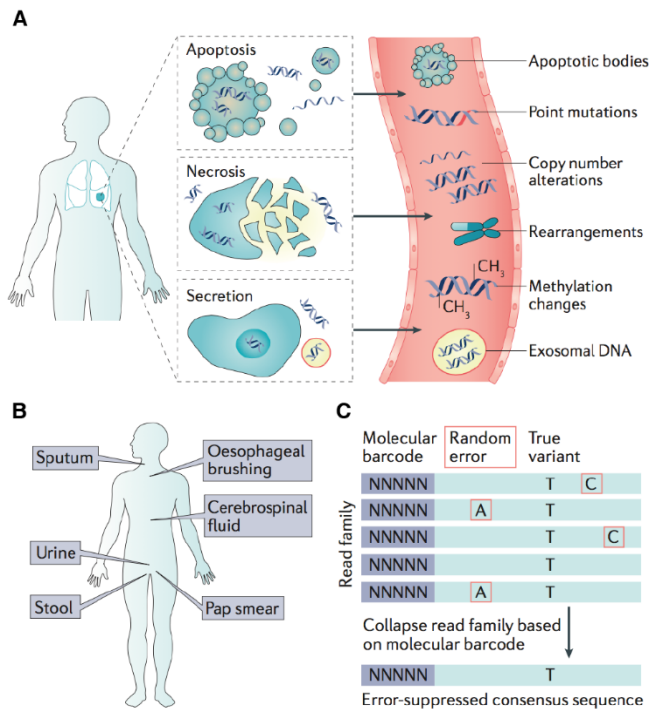 A
Apoptosis
Necrosis
Secretion
Apoptotic bodies
Point mutations
Copy number
alterations
Rearrangements
CH3
CH3
Methylation
changes
Exosomal DNA
B
Sputum
Oesophageal
brushing
Cerebrospinal
fluid
Urine
Stool
Pap smear
C
Molecular
barcode
Random
error
True
variant
Read family
NNNNN T C
NNNNN A T
NNNNN T C
NNNNN T
NNNNN A T
Collapse read family based
on molecular barcode
NNNNN T
Error-suppressed consensus sequence